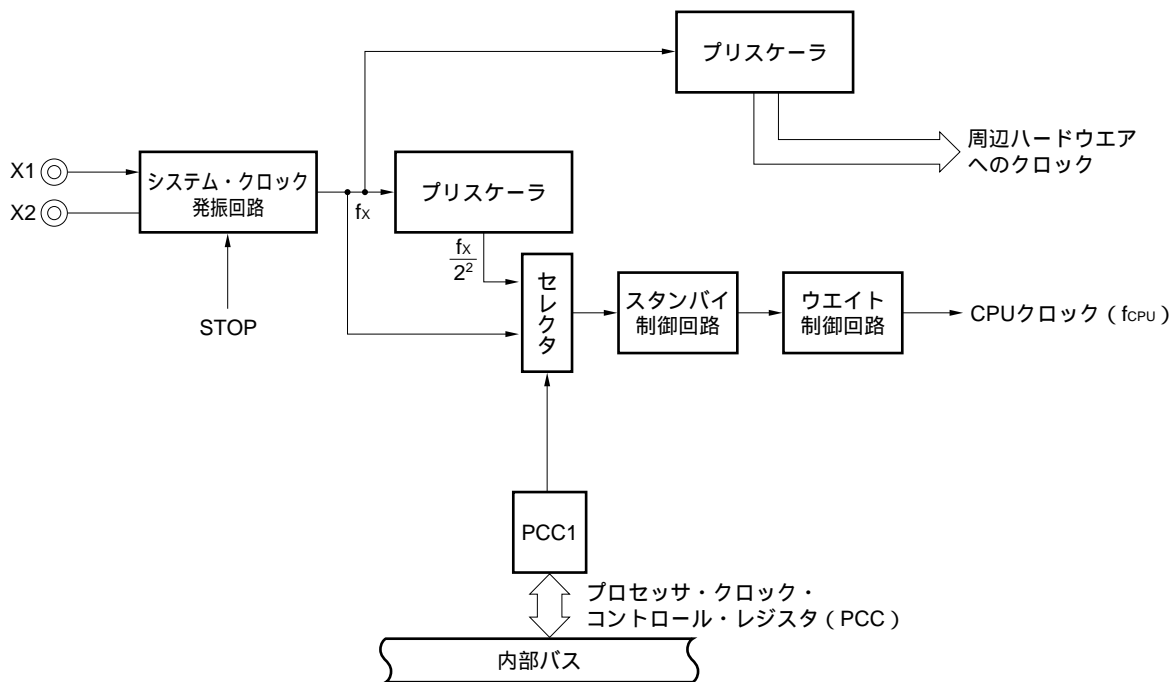 プリスケーラ
周辺ハードウエア
へのクロック
X1
X2
システム・クロック
発振回路
fX
プリスケーラ
fX
2²
STOP
セレクタ
スタンバイ
制御回路
ウエイト
制御回路
CPUクロック（fCPU）
PCC1
プロセッサ・クロック・
コントロール・レジスタ（PCC）
内部バス